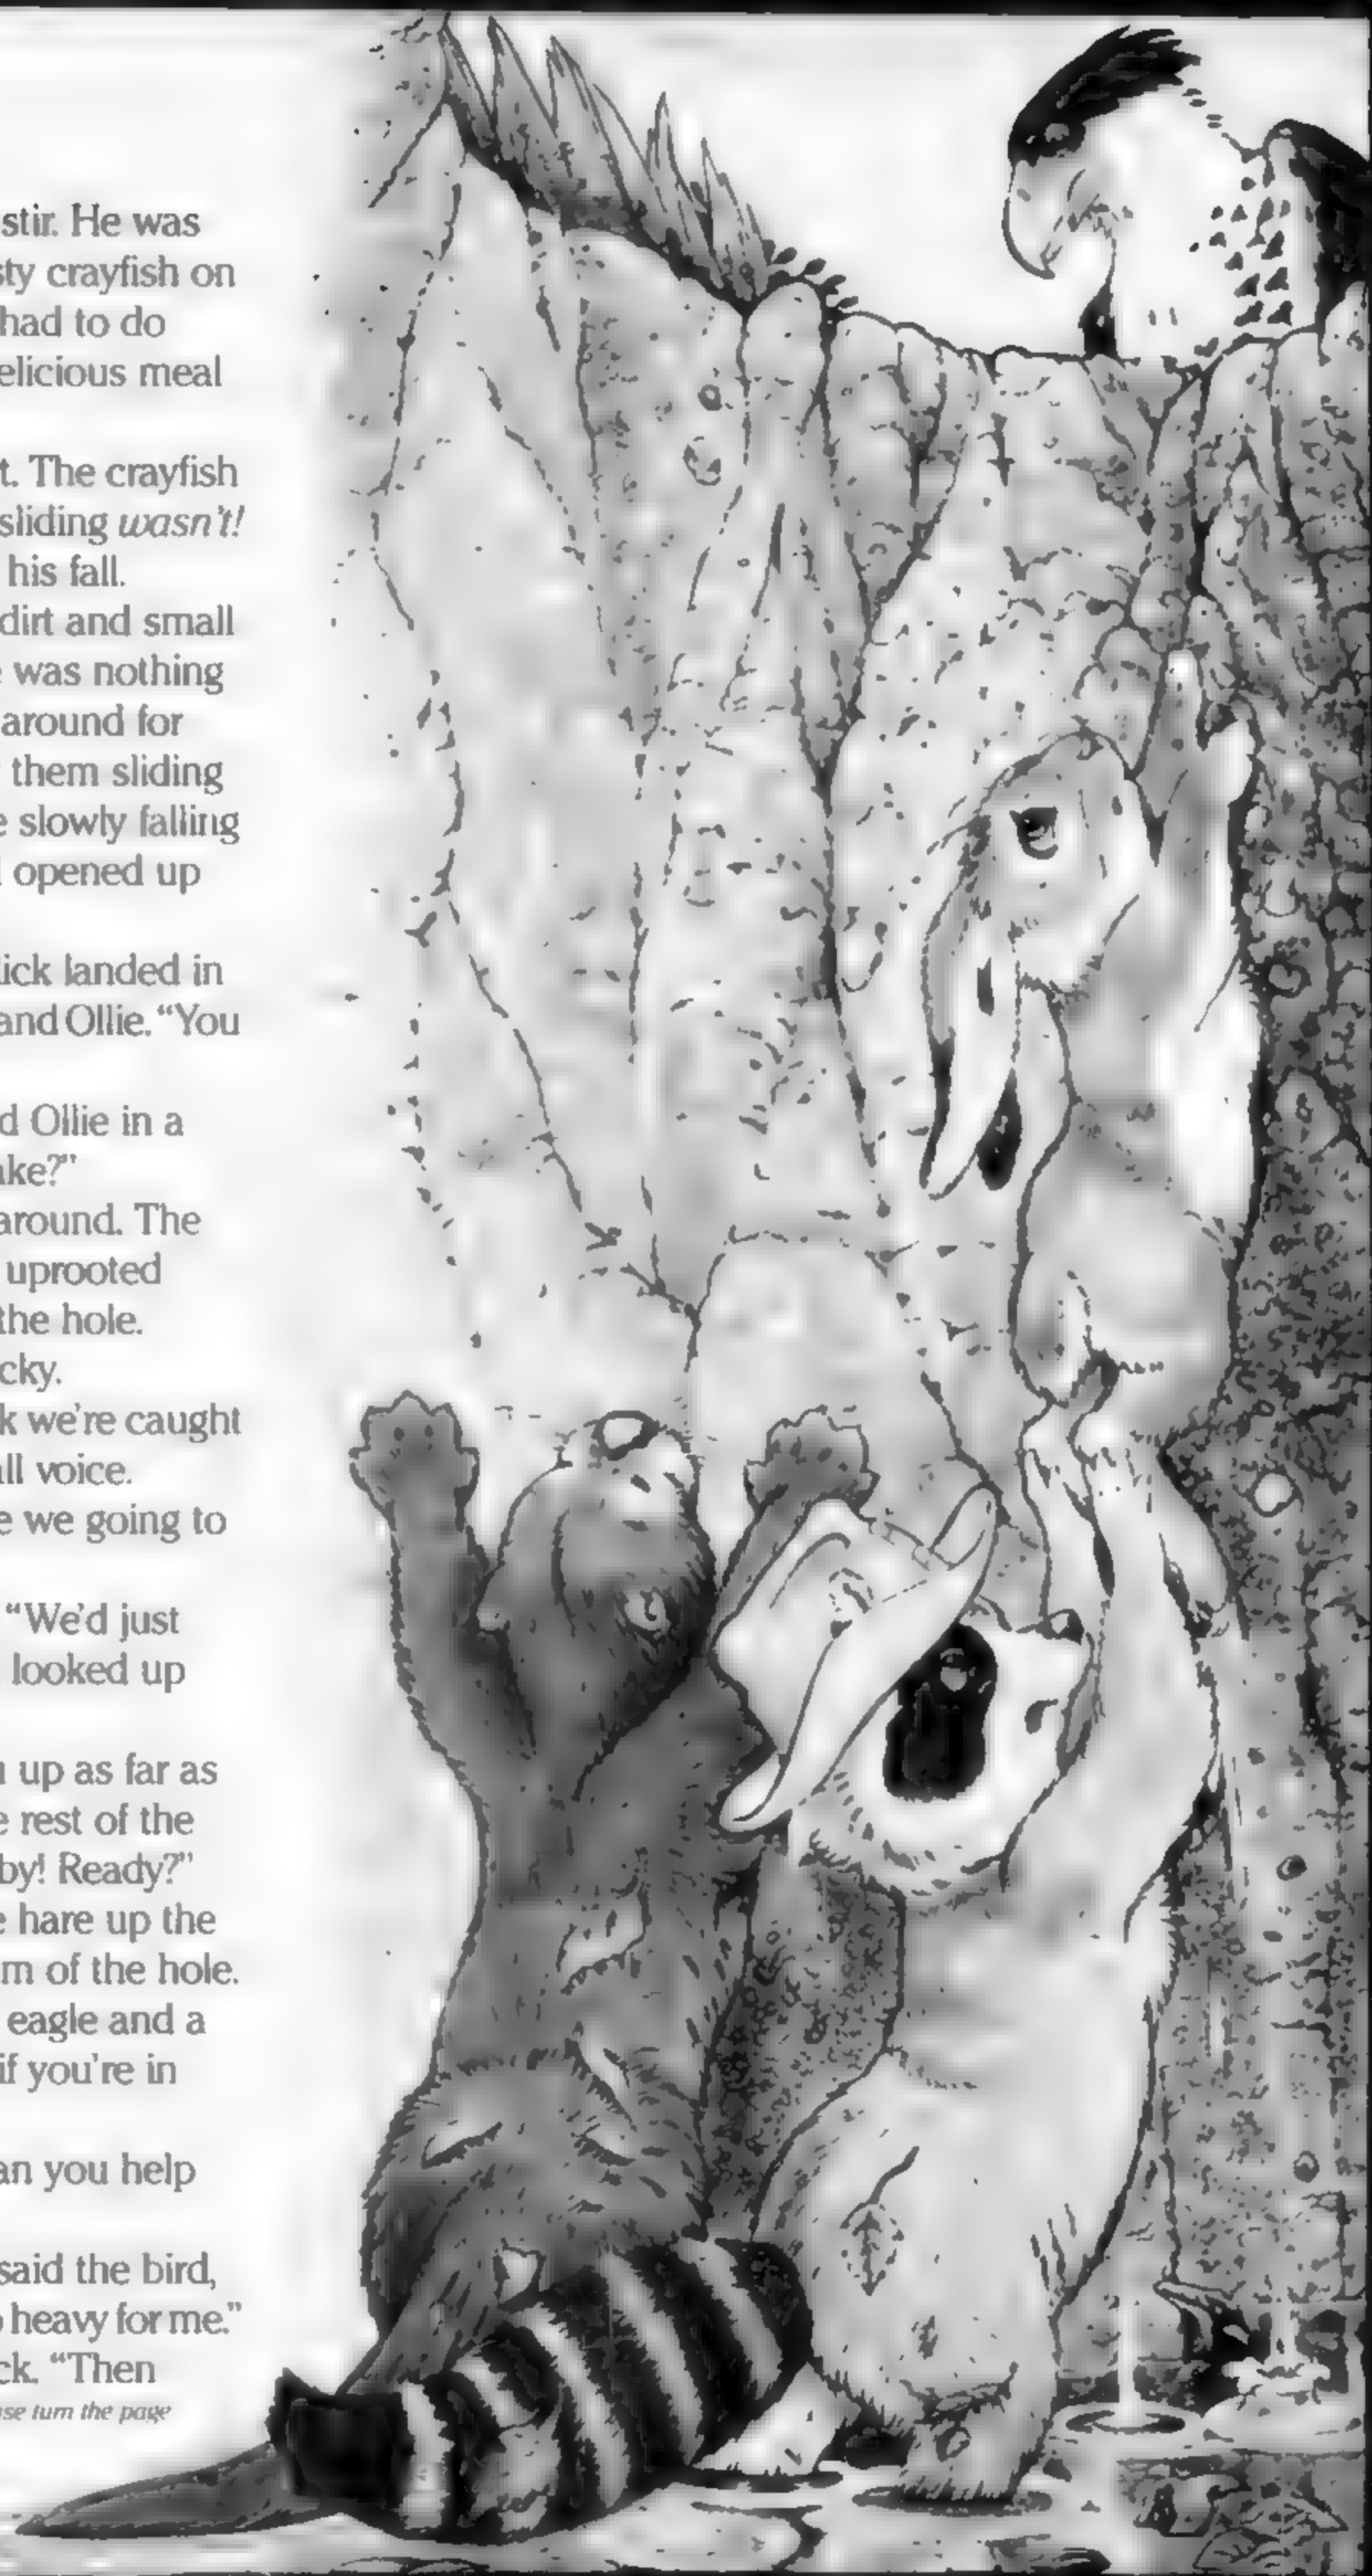 stir. He was
sty crayfish on
had to do
elicious meal
t. The crayfish
sliding wasn't!
his fall.
dirt and small
e was nothing
around for
them sliding
e slowly falling
opened up
ick landed in
and Ollie. “You
d Ollie in a
ake?”
around. The
uprooted
the hole.
cky.
k we're caught
all voice.
e we going to
“We'd just
looked up
up as far as
e rest of the
by! Ready?”
e hare up the
m of the hole.
eagle and a
if you're in
an you help
said the bird,
o heavy for me.”
ck. “Then
se turn the page